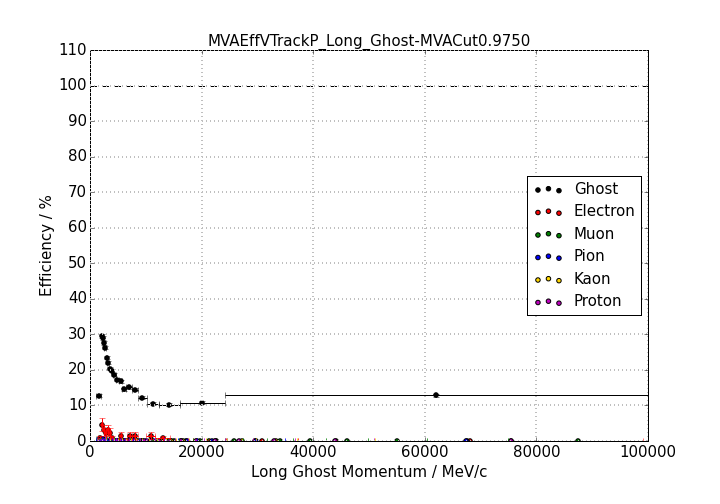 MVAEffVTrackP_Long_Ghost-MVACut0.9750
110
100
90
80
70
60
50
40
30
20
10
0
Efficiency / %
Ghost
Electron
Muon
Pion
Kaon
Proton
0 20000 40000 60000 80000 100000
Long Ghost Momentum / MeV/c